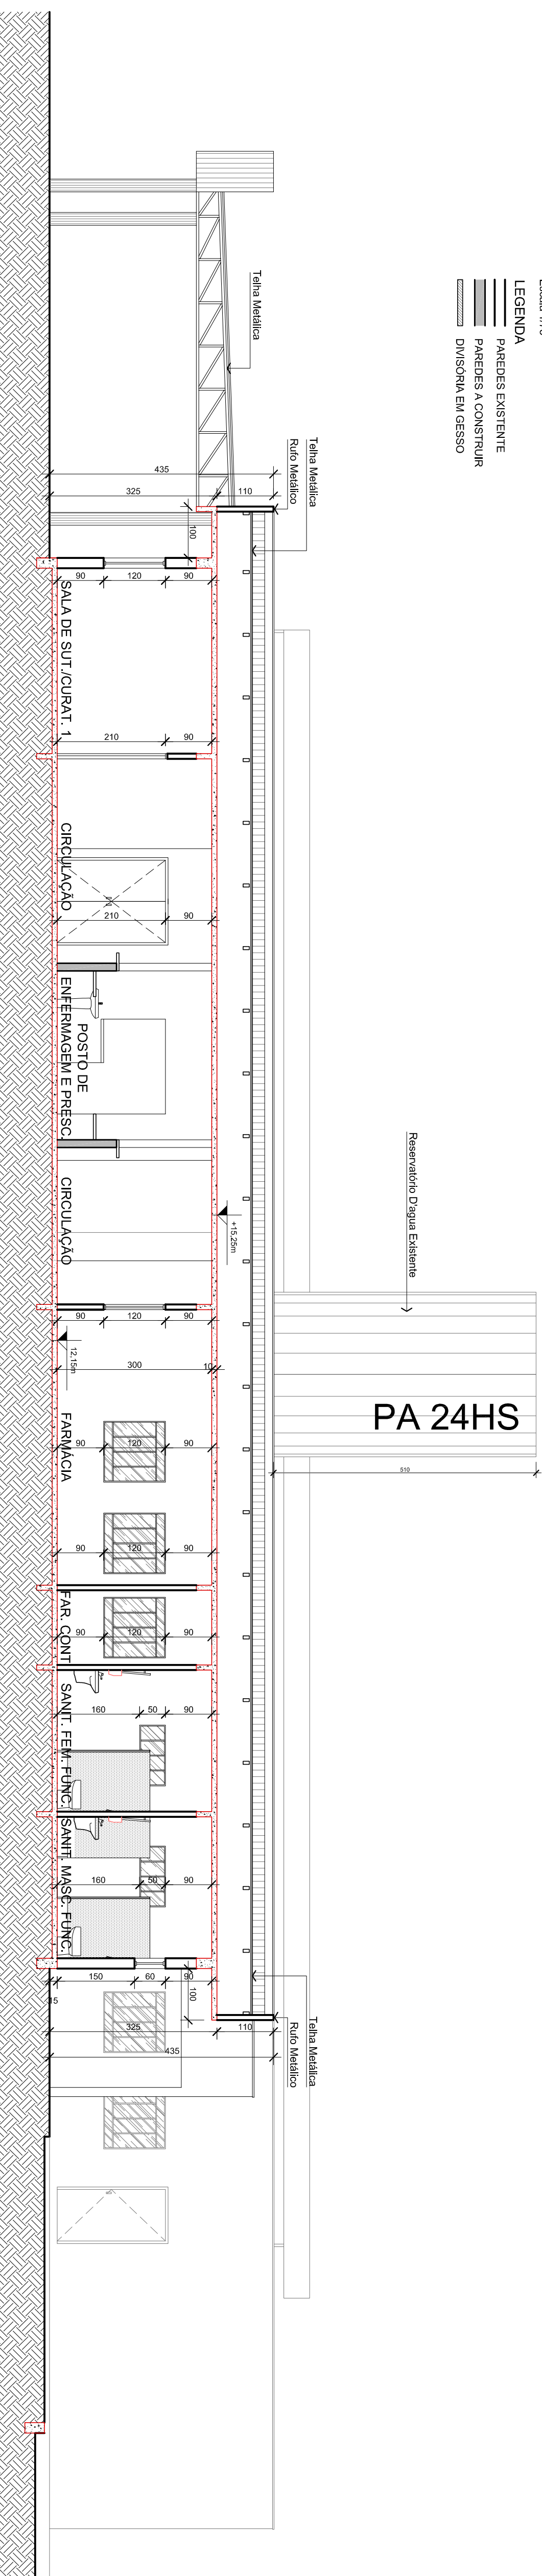 LEGENDA
PAREDES EXISTENTE
PAREDES A CONSTRUIR
DIVISÓRIA EM GESSO
PA 24HS
510
Reservatório D'agua Existente
Telha Metálica
Telha Metálica
Rufo Metálico
Telha Metálica
Rufo Metálico
435
325
110
100
90
120
90
SALA DE SUT./CURAT. 1
210
90
CIRCULAÇÃO
210
90
POSTO DE
ENFERMAGEM E PRESC.
CIRCULAÇÃO
+15,25m
90
120
90
12,15m
300
10
FARMÁCIA
90
120
90
90
120
90
FAR. CONT
90
120
90
SANIT. FEM. FUNC.
160
50
90
SANIT. MASC. FUNC.
160
50
90
150
60
90
15
100
325
110
435